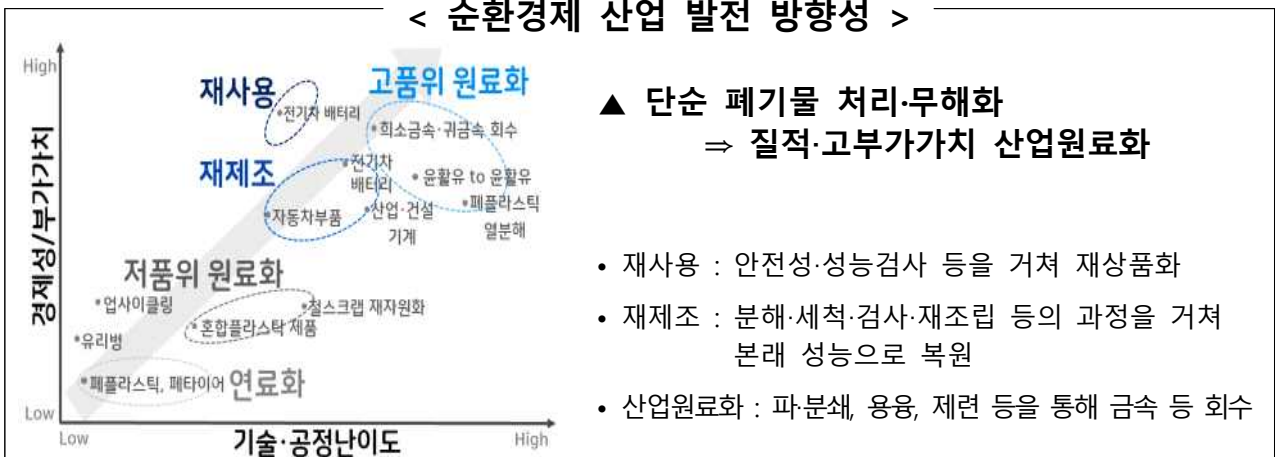 < 순환경제 산업 발전 방향성 >
High
경제성/부가가치
Low
Low
기술·공정난이도
High
재사용
•전기차 배터리
고품위 원료화
•희소금속·귀금속 회수
재제조
•전기차
배터리
•윤활유 to 윤활유
•자동차부품
•산업·건설
기계
•폐플라스틱
열분해
저품위 원료화
•업사이클링
•철스크랩 재자원화
•혼합플라스틱 제품
•유리병
•폐플라스틱, 폐타이어
연료화
▲ 단순 폐기물 처리·무해화
⇒ 질적·고부가가치 산업원료화
• 재사용 : 안전성·성능검사 등을 거쳐 재상품화
• 재제조 : 분해·세척·검사·재조립 등의 과정을 거쳐
본래 성능으로 복원
• 산업원료화 : 파·분쇄, 용융, 제련 등을 통해 금속 등 회수